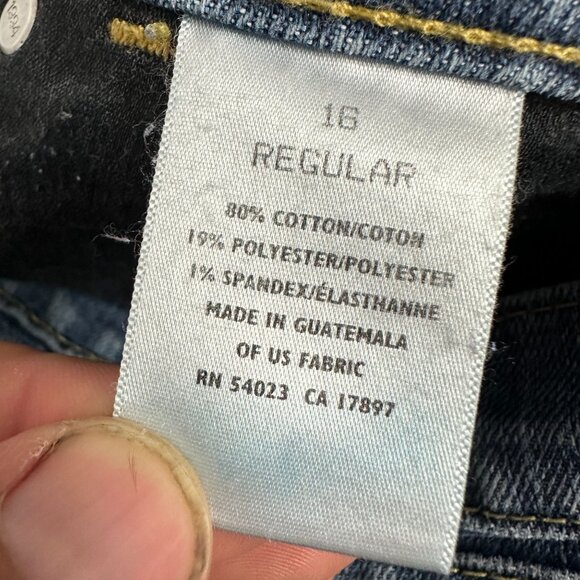 16
REGULAR
80% COTTON/COTON
19% POLYESTER/POLYESTER
1% SPANDEX/ÉLASTHANNE
MADE IN GUATEMALA
OF US FABRIC
RN 54023 CA 17897